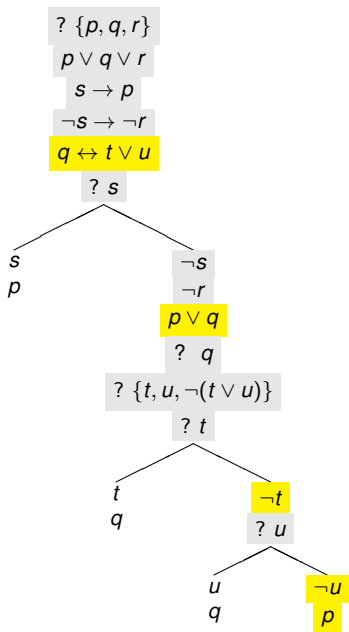 ? {p, q, r}
p ∨ q ∨ r
s → p
¬s → ¬r
q ↔ t ∨ u
? s
s
p
¬s
¬r
p ∨ q
? q
? {t, u, ¬(t ∨ u)}
? t
t
q
¬t
? u
u
q
¬u
p